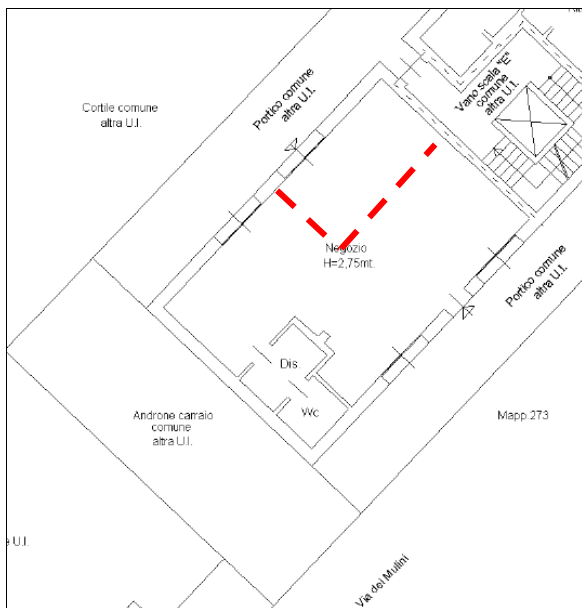 Cortile comune
altra U.I.
Portico comune
altra U.I.
Vano scala "E"
comune
altra U.I.
Negozio
H=2,75mt.
Portico comune
altra U.I.
Dis
Wc
Androne carraio
comune
altra U.I.
Mapp.273
Via dei Mulini
U.I.